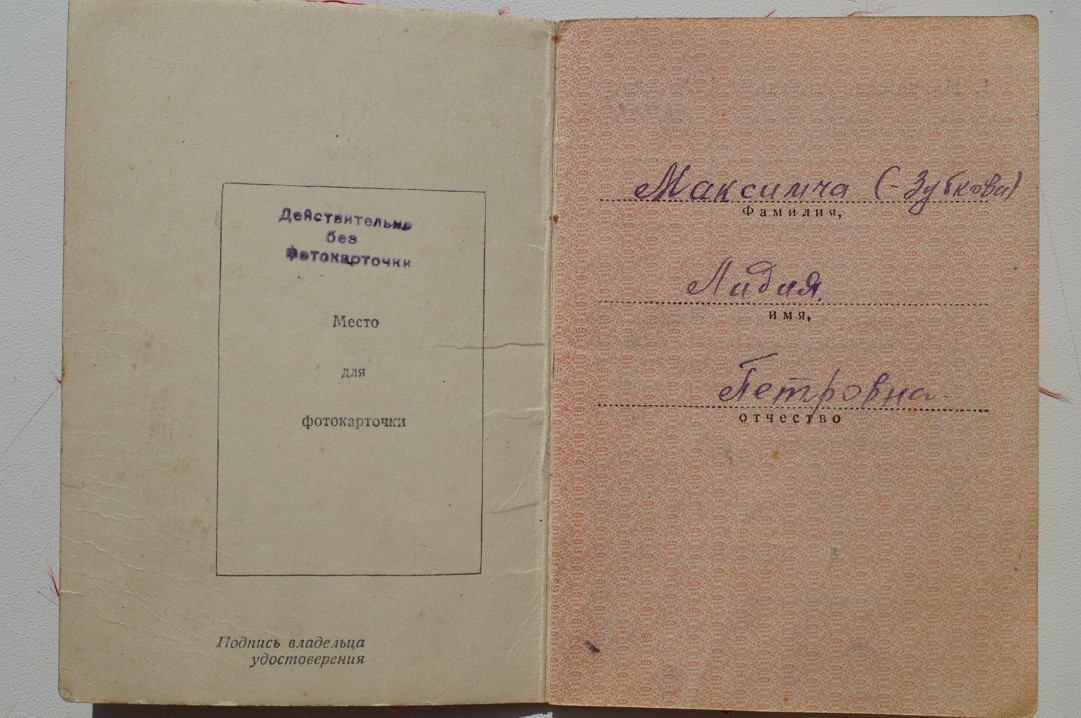 Действительно
без
фотокарточки
Место
для
фотокарточки
Подпись владельца
удостоверения
Максимча (-Зубкова)
Фамилия,
Лидия
имя,
Петровна
отчество